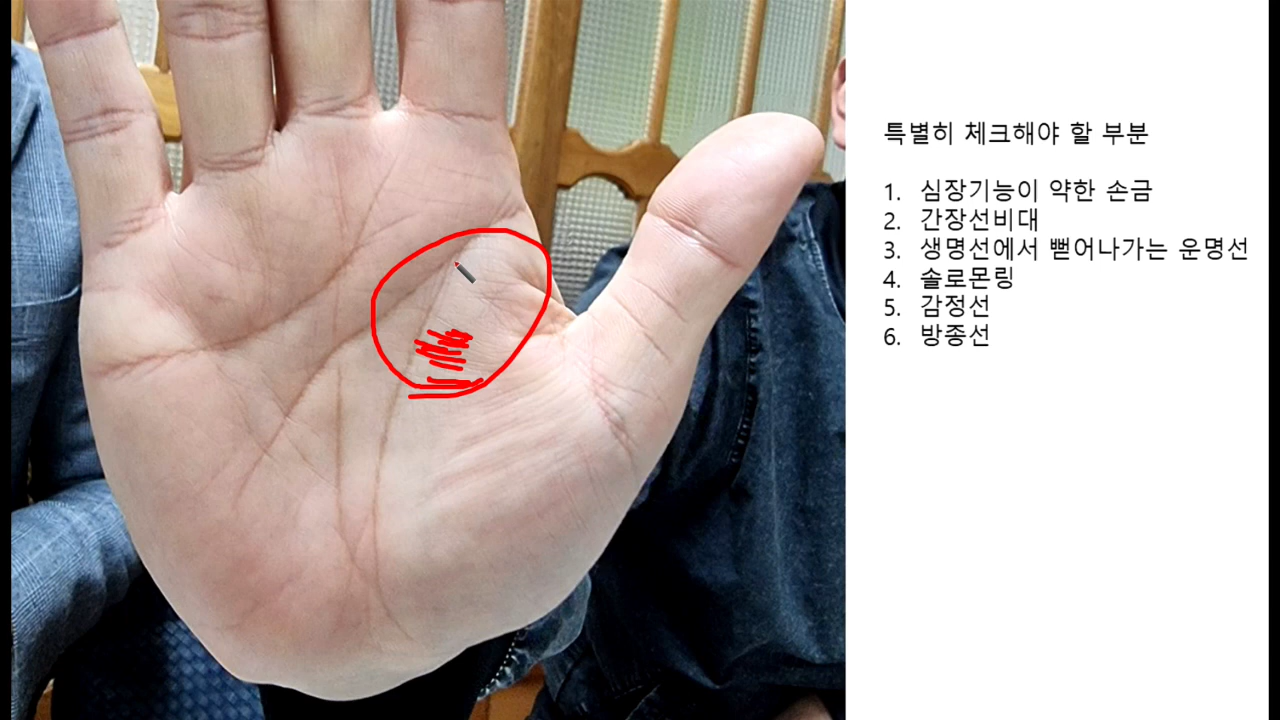 특별히 체크해야 할 부분
1. 심장기능이 약한 손금
2. 간장선비대
3. 생명선에서 뻗어나가는 운명선
4. 솔로몬링
5. 감정선
6. 방종선